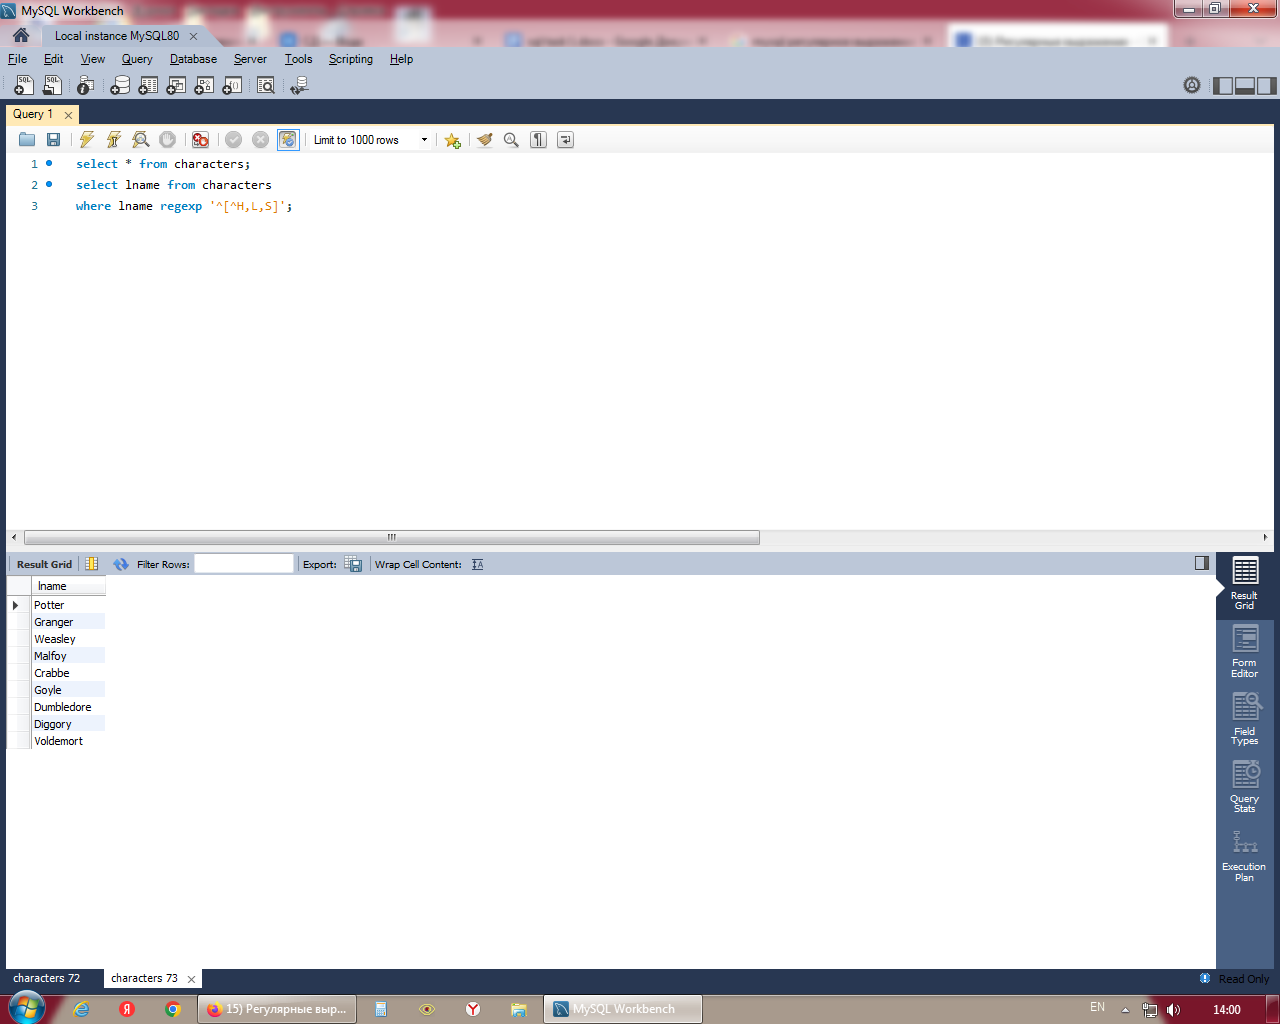 MySQL Workbench
Local instance MySQL80
File Edit View Query Database Server Tools Scripting Help
Query 1
Limit to 1000 rows
1 select * from characters;
2 select lname from characters
3 where lname regexp '^[^H,L,S]';
Result Grid Filter Rows: Export: Wrap Cell Content:
lname
Potter
Granger
Weasley
Malfoy
Crabbe
Goyle
Dumbledore
Diggory
Voldemort
Result
Grid
Form
Editor
Field
Types
Query
Stats
Execution
Plan
characters 72 characters 73 Read Only
15) Регулярные выр... MySQL Workbench EN 14:00